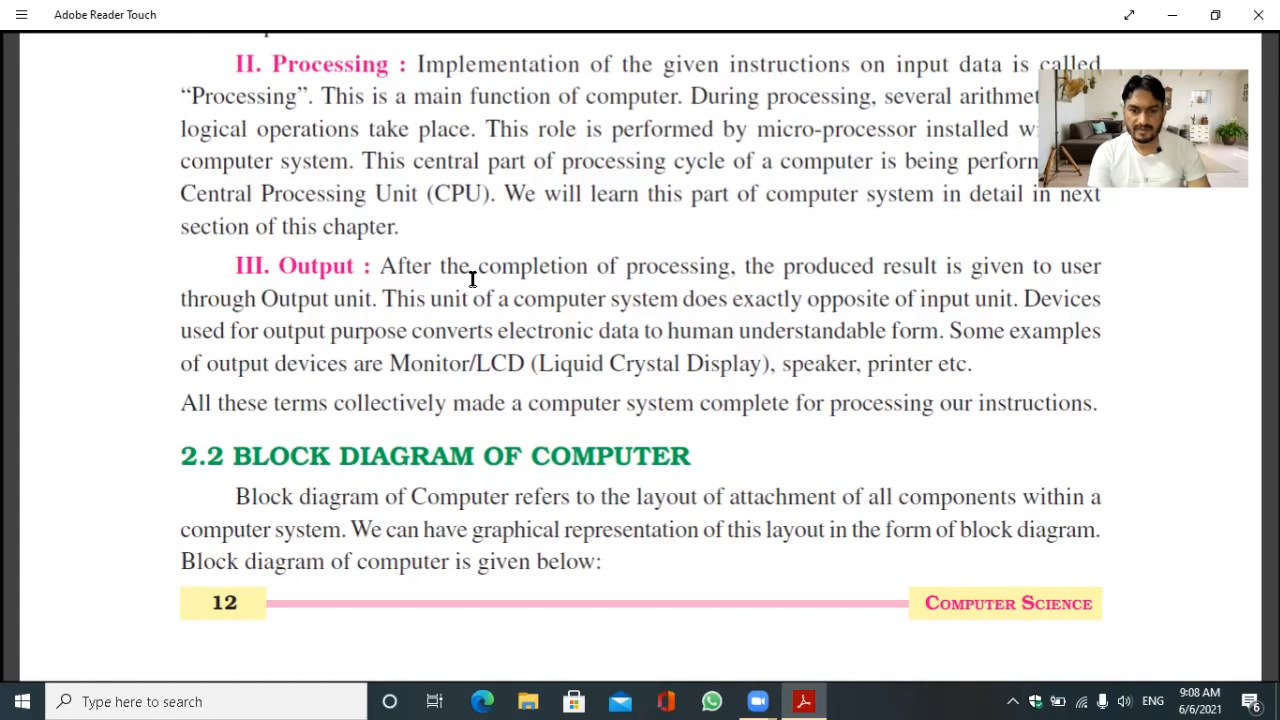 Adobe Reader Touch
II. Processing : Implementation of the given instructions on input data is called
“Processing”. This is a main function of computer. During processing, several
logical operations take place. This role is performed by micro-processor installed
computer system. This central part of processing cycle of a computer is being
Central Processing Unit (CPU). We will learn this part of computer system in detail in next
section of this chapter.
III. Output : After the completion of processing, the produced result is given to user
through Output unit. This unit of a computer system does exactly opposite of input unit. Devices
used for output purpose converts electronic data to human understandable form. Some examples
of output devices are Monitor/LCD (Liquid Crystal Display), speaker, printer etc.
All these terms collectively made a computer system complete for processing our instructions.
2.2 BLOCK DIAGRAM OF COMPUTER
Block diagram of Computer refers to the layout of attachment of all components within a
computer system. We can have graphical representation of this layout in the form of block diagram.
Block diagram of computer is given below:
12 COMPUTER SCIENCE
Type here to search
ENG
9:08 AM
6/6/2021
6